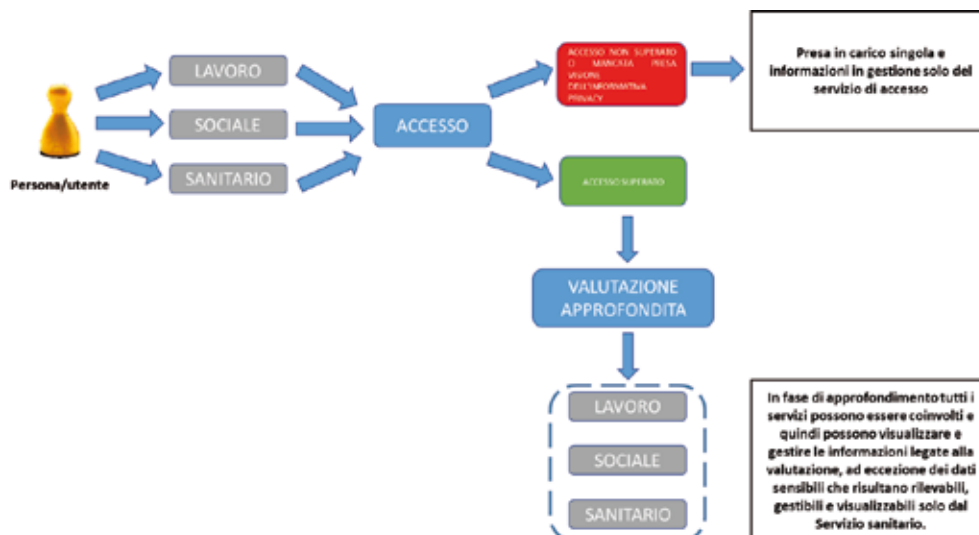 LAVORO
SOCIALE
SANITARIO
Persona/utente
ACCESSO
ACCESSO NON SUPERATO
O MANCATA PRESA
VISIONE
DELL'INFORMATIVA
PRIVACY
Presa in carico singola e
informazioni in gestione solo del
servizio di accesso
ACCESSO SUPERATO
VALUTAZIONE
APPROFONDITA
LAVORO
SOCIALE
SANITARIO
In fase di approfondimento tutti i
servizi possono essere coinvolti e
quindi possono visualizzare e
gestire le informazioni legate alla
valutazione, ad eccezione dei dati
sensibili che risultano rilevabili,
gestibili e visualizzabili solo dal
Servizio sanitario.